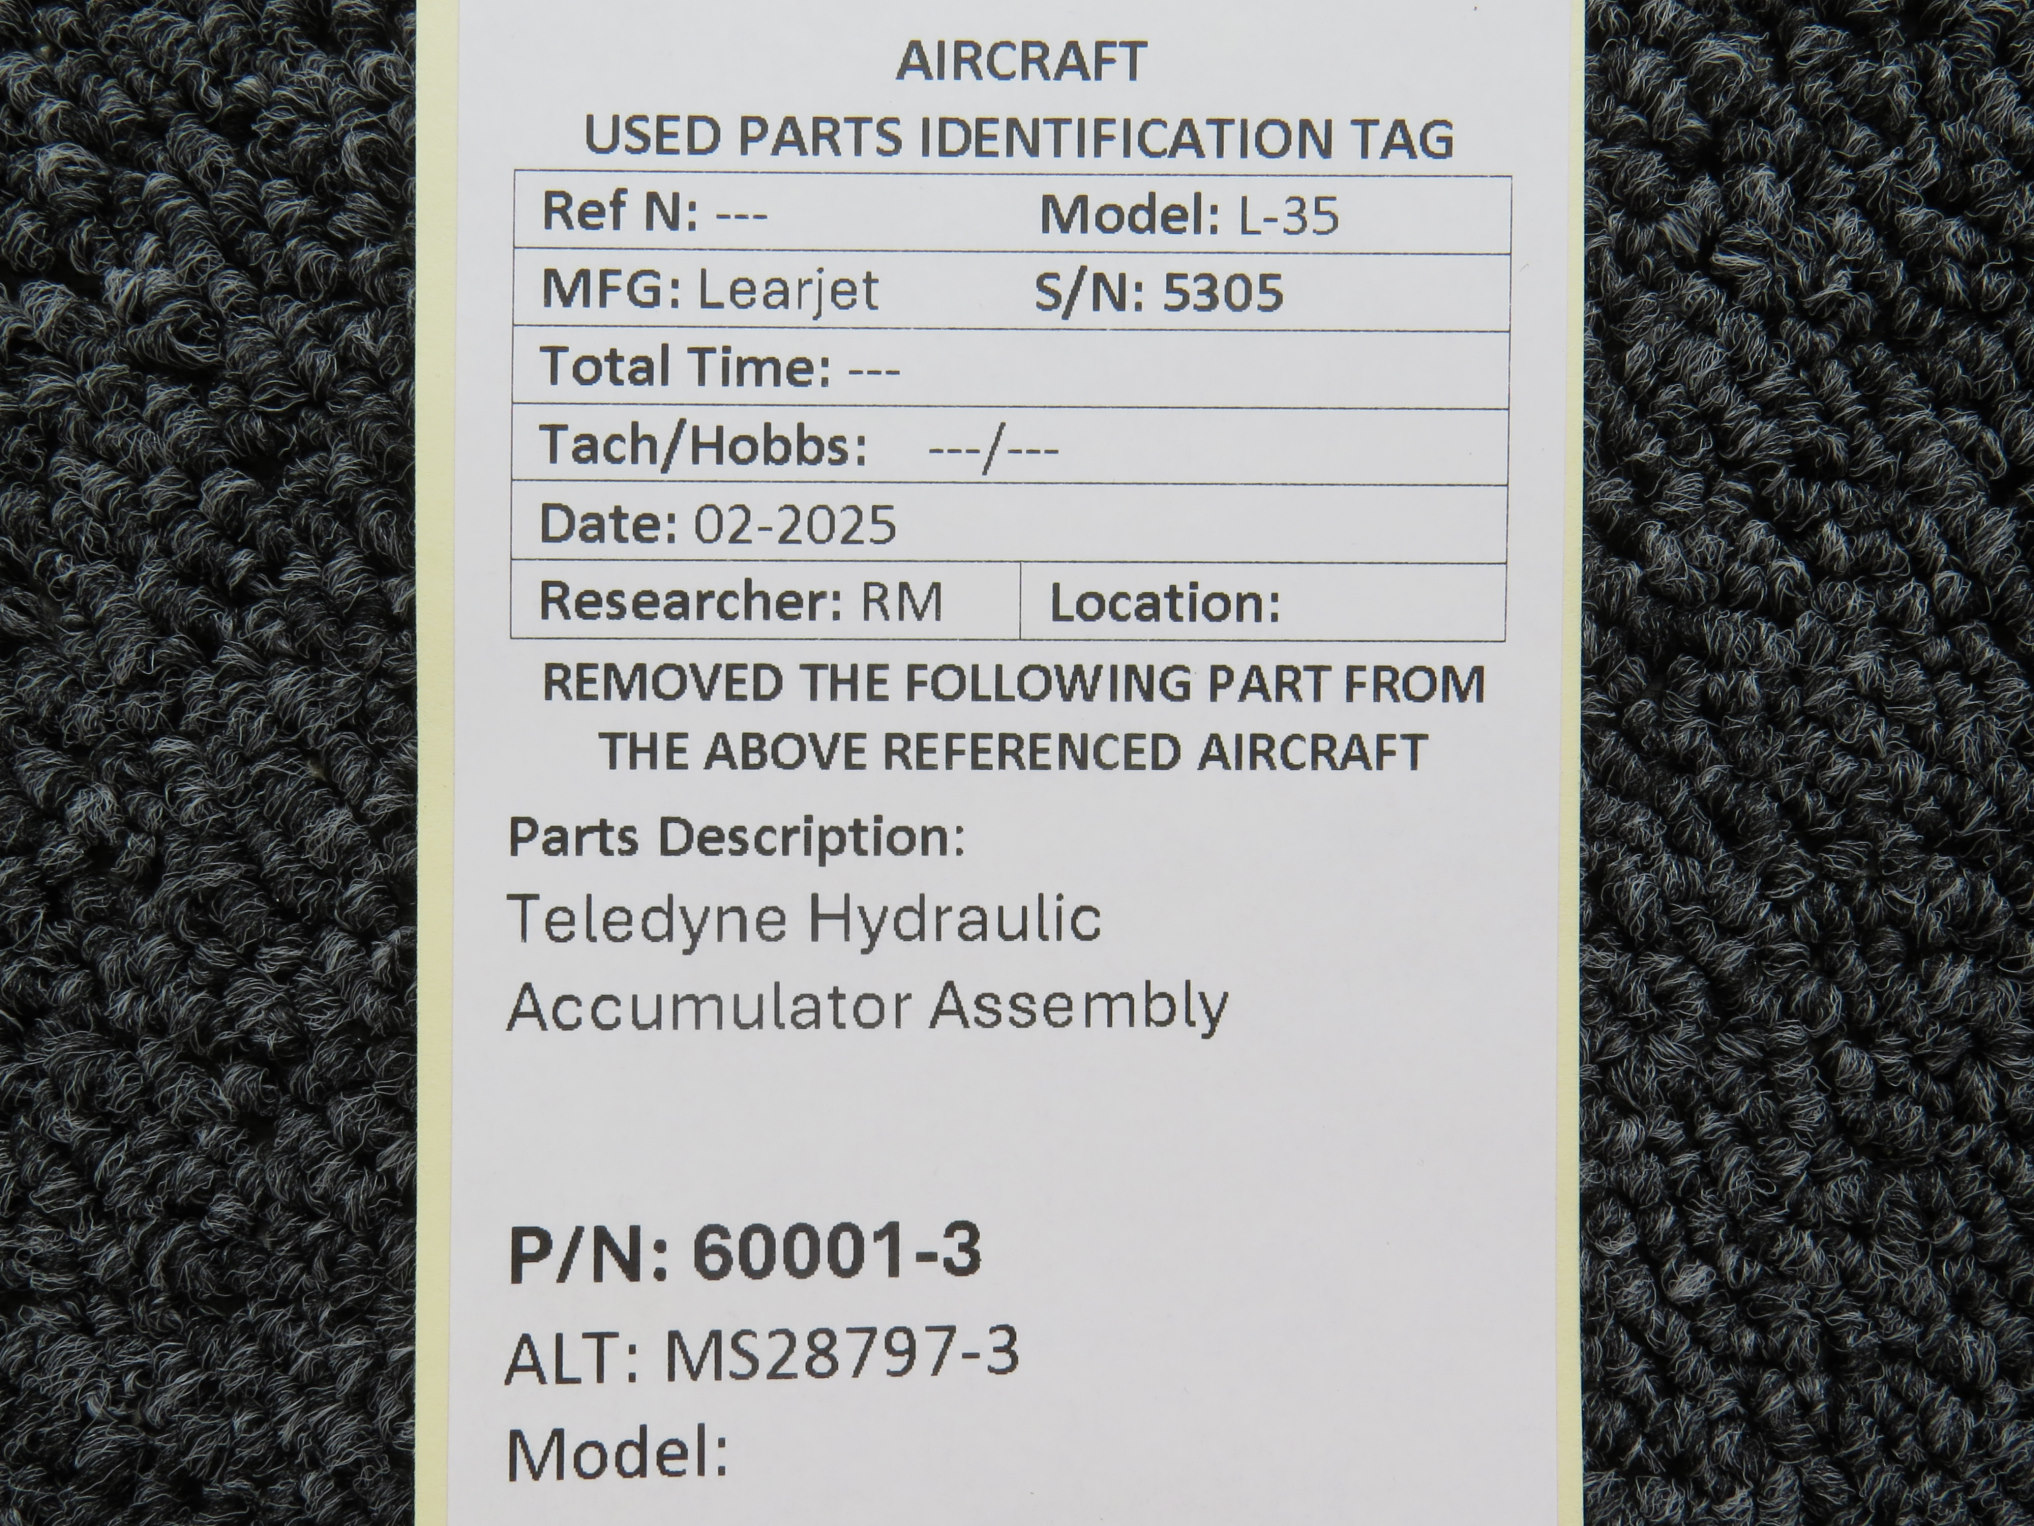 AIRCRAFT
USED PARTS IDENTIFICATION TAG
Ref N: --- Model: L-35
MFG: Learjet S/N: 5305
Total Time: ---
Tach/Hobbs: ---/---
Date: 02-2025
Researcher: RM Location:
REMOVED THE FOLLOWING PART FROM
THE ABOVE REFERENCED AIRCRAFT
Parts Description:
Teledyne Hydraulic
Accumulator Assembly
P/N: 60001-3
ALT: MS28797-3
Model: